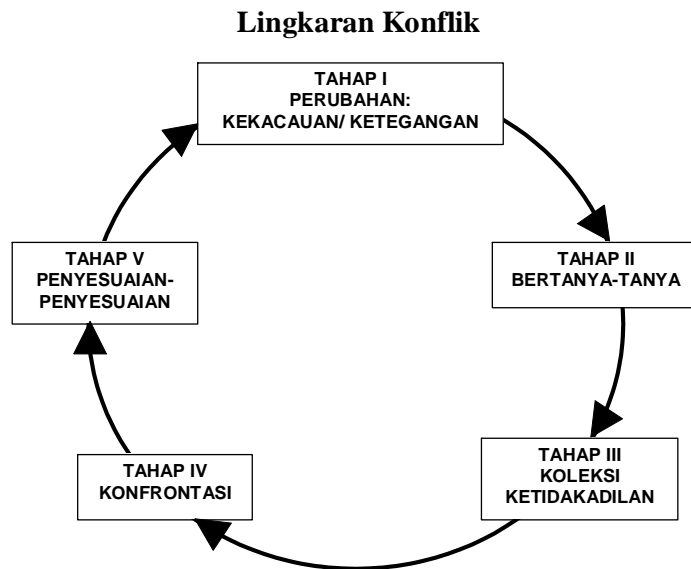 Lingkaran Konflik
TAHAP I
PERUBAHAN:
KEKACAUAN/ KETEGANGAN
TAHAP II
BERTANYA-TANYA
TAHAP III
KOLEKSI
KETIDAKADILAN
TAHAP IV
KONFRONTASI
TAHAP V
PENYESUAIAN-
PENYESUAIAN